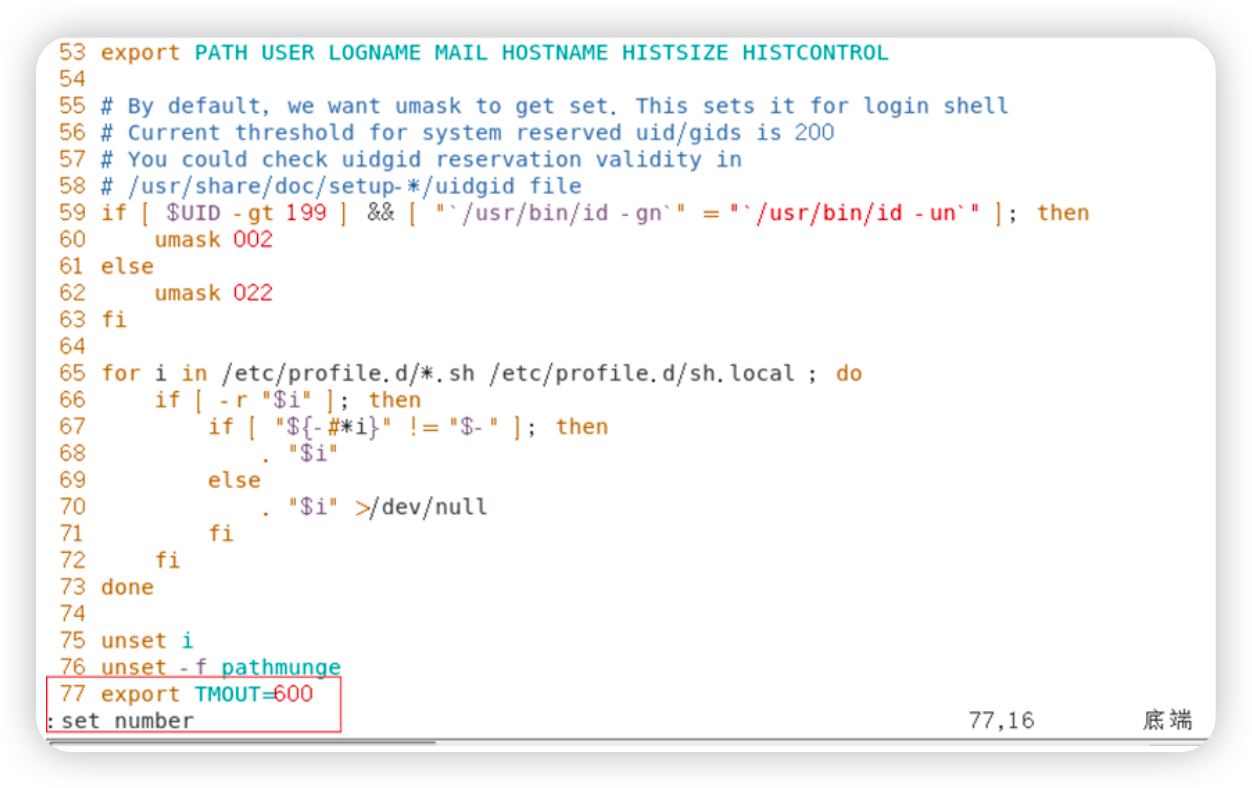 53 export PATH USER LOGNAME MAIL HOSTNAME HISTSIZE HISTCONTROL
54
55 # By default, we want umask to get set. This sets it for login shell
56 # Current threshold for system reserved uid/gids is 200
57 # You could check uidgid reservation validity in
58 # /usr/share/doc/setup-*/uidgid file
59 if [ $UID -gt 199 ] && [ "`/usr/bin/id -gn`" = "`/usr/bin/id -un`" ]; then
60     umask 002
61 else
62     umask 022
63 fi
64
65 for i in /etc/profile.d/*.sh /etc/profile.d/sh.local ; do
66     if [ -r "$i" ]; then
67         if [ "${-#*i}" != "$-" ]; then
68             . "$i"
69         else
70             . "$i" >/dev/null
71         fi
72     fi
73 done
74
75 unset i
76 unset -f pathmunge
77 export TMOUT=600
:set number 77,16 底端